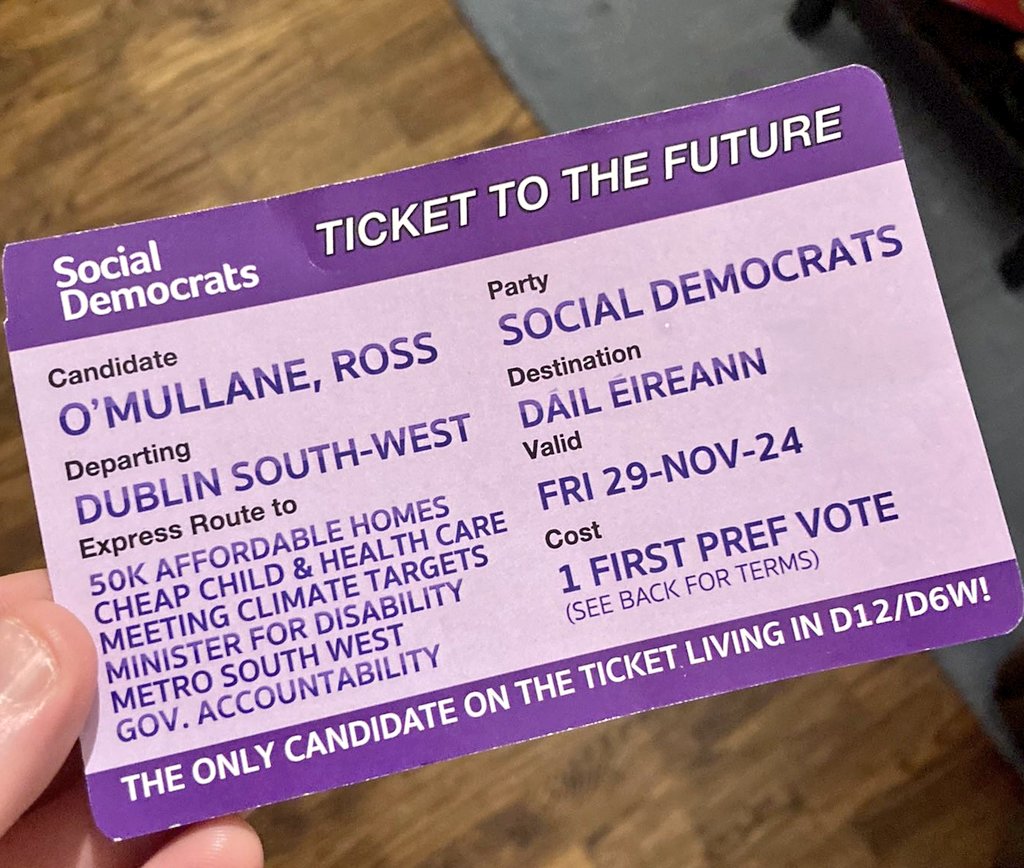 Social
Democrats
TICKET TO THE FUTURE
Candidate
O'MULLANE, ROSS
Departing
DUBLIN SOUTH-WEST
Express Route to
50K AFFORDABLE HOMES
CHEAP CHILD & HEALTH CARE
MEETING CLIMATE TARGETS
MINISTER FOR DISABILITY
METRO SOUTH WEST
GOV. ACCOUNTABILITY
Party
SOCIAL DEMOCRATS
Destination
DÁIL ÉIREANN
Valid
FRI 29-NOV-24
Cost
1 FIRST PREF VOTE
(SEE BACK FOR TERMS)
THE ONLY CANDIDATE ON THE TICKET LIVING IN D12/D6W!